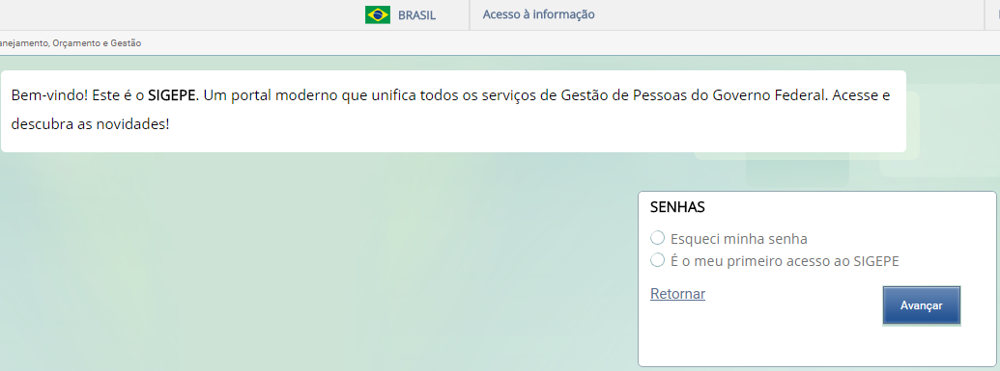 BRASIL
Acesso à informação
Orçamento e Gestão
Bem-vindo! Este é o SIGEPE. Um portal moderno que unifica todos os serviços de Gestão de Pessoas do Governo Federal. Acesse e
descubra as novidades!
SENHAS
Esqueci minha senha
É o meu primeiro acesso ao SIGEPE
Retornar
Avançar